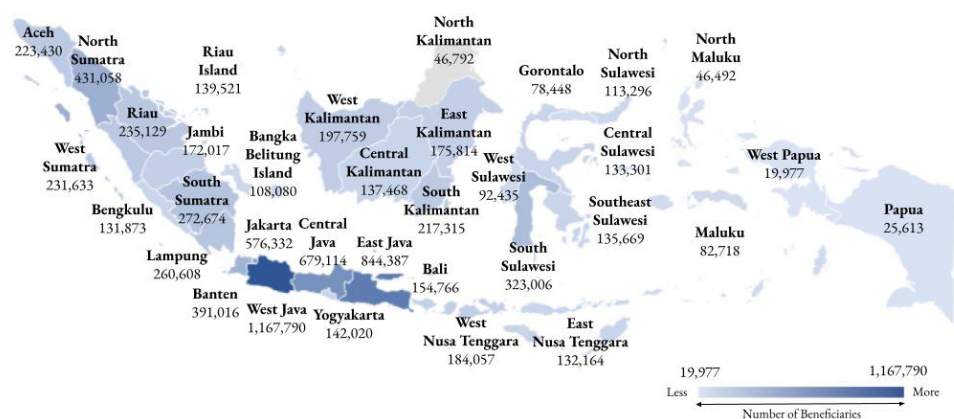 Aceh
223,430
North
Sumatra
431,058
Riau
Island
139,521
North
Kalimantan
46,792
Gorontalo
78,448
North
Sulawesi
113,296
North
Maluku
46,492
Riau
235,129
Jambi
172,017
West
Sumatra
231,633
Bangka
Belitung
Island
108,080
West
Kalimantan
197,759
East
Kalimantan
175,814
Central
Kalimantan
137,468
West
Sulawesi
92,435
Central
Sulawesi
133,301
West Papua
19,977
Bengkulu
131,873
South
Sumatra
272,674
South
Kalimantan
217,315
Southeast
Sulawesi
135,669
Maluku
82,718
Papua
25,613
Lampung
260,608
Jakarta
576,332
Central
Java
679,114
East Java
844,387
Bali
154,766
South
Sulawesi
323,006
Banten
391,016
West Java
1,167,790
Yogyakarta
142,020
West
Nusa Tenggara
184,057
East
Nusa Tenggara
132,164
19,977
1,167,790
Less
More
Number of Beneficiaries